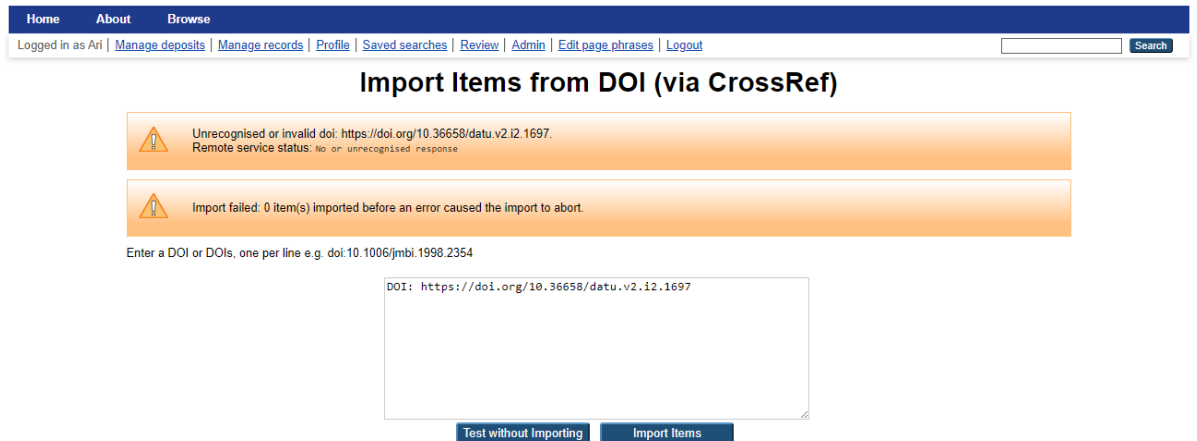 Home About Browse
Logged in as Ari | Manage deposits | Manage records | Profile | Saved searches | Review | Admin | Edit page phrases | Logout
Search
Import Items from DOI (via CrossRef)
Unrecognised or invalid doi: https://doi.org/10.36658/datu.v2.i2.1697.
Remote service status: No or unrecognised response
Import failed: 0 item(s) imported before an error caused the import to abort.
Enter a DOI or DOIs, one per line e.g. doi:10.1006/jmbi.1998.2354
DOI: https://doi.org/10.36658/datu.v2.i2.1697
Test without Importing Import Items